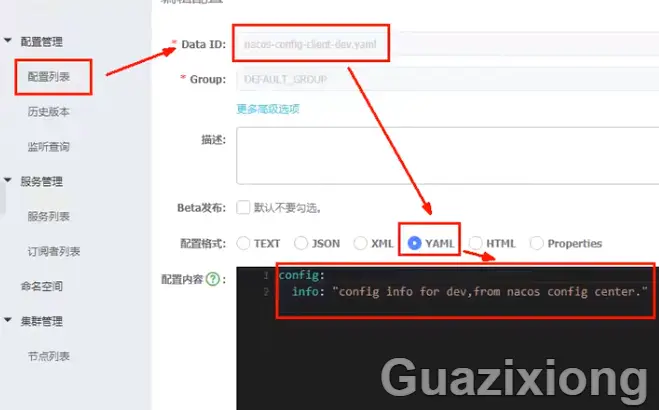 配置管理
配置列表
历史版本
监听查询
服务管理
服务列表
订阅者列表
命名空间
集群管理
节点列表
* Data ID: nacos-config-client-dev.yaml
* Group: DEFAULT_GROUP
更多高级选项
描述:
Beta发布: 默认不要勾选。
配置格式: TEXT JSON XML YAML HTML Properties
配置内容 ? :
1 config:
2 info: "config info for dev,from nacos config center."
Guazixiong